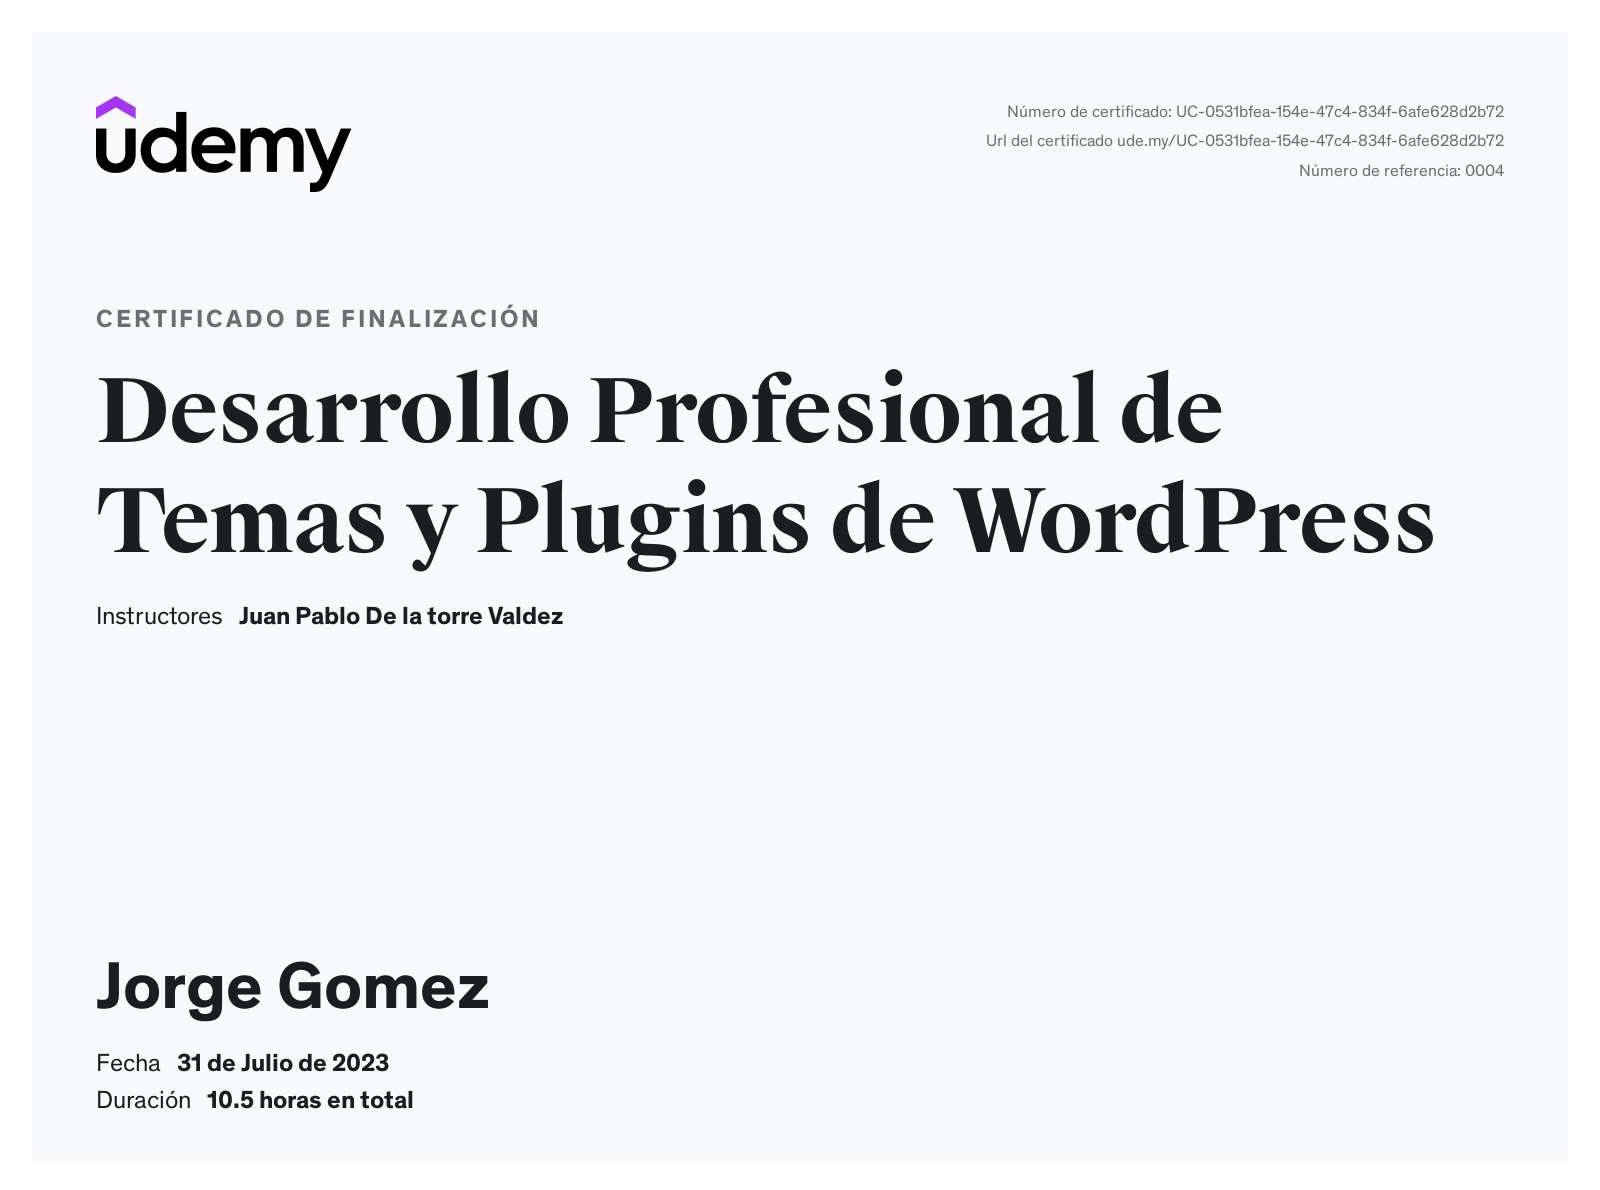 udemy
Número de certificado: UC-0531bfea-154e-47c4-834f-6afe628d2b72
Url del certificado ude.my/UC-0531bfea-154e-47c4-834f-6afe628d2b72
Número de referencia: 0004
CERTIFICADO DE FINALIZACIÓN
Desarrollo Profesional de
Temas y Plugins de WordPress
Instructores Juan Pablo De la torre Valdez
Jorge Gomez
Fecha 31 de Julio de 2023
Duración 10.5 horas en total